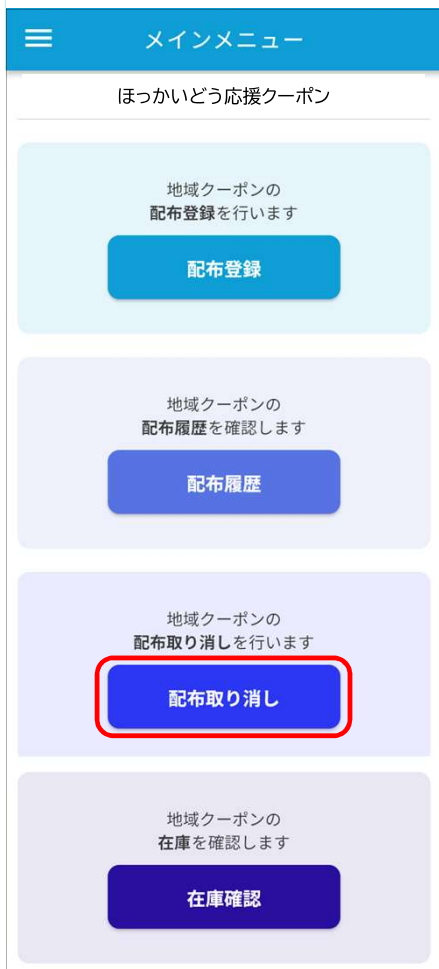 メインメニュー
ほっかいどう応援クーポン
地域クーポンの
配布登録を行います
配布登録
地域クーポンの
配布履歴を確認します
配布履歴
地域クーポンの
配布取り消しを行います
配布取り消し
地域クーポンの
在庫を確認します
在庫確認